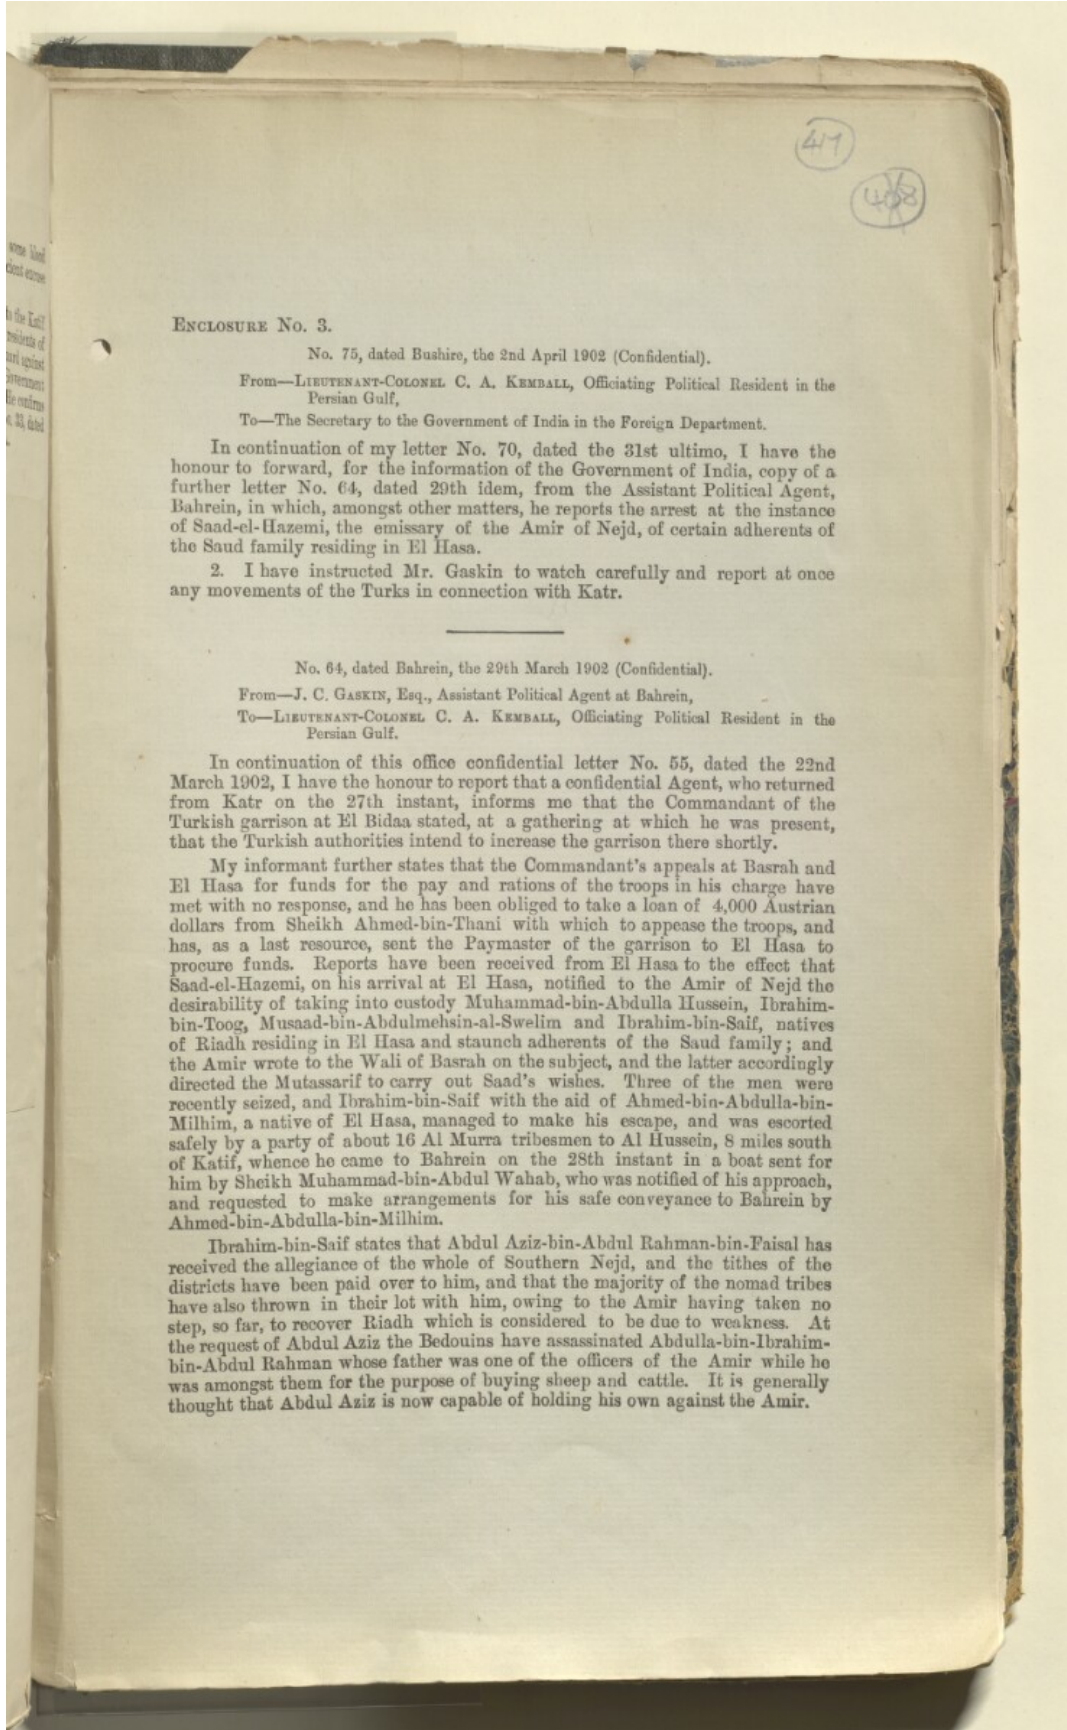 some kind
cient excuse
to the Katif
residents of
uard against
Government
He confirms
o. 33, dated
417
408
ENCLOSURE NO. 3.
No. 75, dated Bushire, the 2nd April 1902 (Confidential).
From—LIEUTENANT-COLONEL C. A. KEMBALL, Officiating Political Resident in the
Persian Gulf,
To—The Secretary to the Government of India in the Foreign Department.
In continuation of my letter No. 70, dated the 31st ultimo, I have the
honour to forward, for the information of the Government of India, copy of a
further letter No. 64, dated 29th idem, from the Assistant Political Agent,
Bahrein, in which, amongst other matters, he reports the arrest at the instance
of Saad-el-Hazemi, the emissary of the Amir of Nejd, of certain adherents of
the Saud family residing in El Hasa.
2. I have instructed Mr. Gaskin to watch carefully and report at once
any movements of the Turks in connection with Katr.
No. 64, dated Bahrein, the 29th March 1902 (Confidential).
From—J. C. GASKIN, Esq., Assistant Political Agent at Bahrein,
To—LIEUTENANT-COLONEL C. A. KEMBALL, Officiating Political Resident in the
Persian Gulf.
In continuation of this office confidential letter No. 55, dated the 22nd
March 1902, I have the honour to report that a confidential Agent, who returned
from Katr on the 27th instant, informs me that the Commandant of the
Turkish garrison at El Bidaa stated, at a gathering at which he was present,
that the Turkish authorities intend to increase the garrison there shortly.
My informant further states that the Commandant's appeals at Basrah and
El Hasa for funds for the pay and rations of the troops in his charge have
met with no response, and he has been obliged to take a loan of 4,000 Austrian
dollars from Sheikh Ahmed-bin-Thani with which to appease the troops, and
has, as a last resource, sent the Paymaster of the garrison to El Hasa to
procure funds. Reports have been received from El Hasa to the effect that
Saad-el-Hazemi, on his arrival at El Hasa, notified to the Amir of Nejd the
desirability of taking into custody Muhammad-bin-Abdulla Hussein, Ibrahim-
bin-Toog, Musaad-bin-Abdulmehsin-al-Swelim and Ibrahim-bin-Saif, natives
of Riadh residing in El Hasa and staunch adherents of the Saud family; and
the Amir wrote to the Wali of Basrah on the subject, and the latter accordingly
directed the Mutassarif to carry out Saad's wishes. Three of the men were
recently seized, and Ibrahim-bin-Saif with the aid of Ahmed-bin-Abdulla-bin-
Milhim, a native of El Hasa, managed to make his escape, and was escorted
safely by a party of about 16 Al Murra tribesmen to Al Hussein, 8 miles south
of Katif, whence he came to Bahrein on the 28th instant in a boat sent for
him by Sheikh Muhammad-bin-Abdul Wahab, who was notified of his approach,
and requested to make arrangements for his safe conveyance to Bahrein by
Ahmed-bin-Abdulla-bin-Milhim.
Ibrahim-bin-Saif states that Abdul Aziz-bin-Abdul Rahman-bin-Faisal has
received the allegiance of the whole of Southern Nejd, and the tithes of the
districts have been paid over to him, and that the majority of the nomad tribes
have also thrown in their lot with him, owing to the Amir having taken no
step, so far, to recover Riadh which is considered to be due to weakness. At
the request of Abdul Aziz the Bedouins have assassinated Abdulla-bin-Ibrahim-
bin-Abdul Rahman whose father was one of the officers of the Amir while he
was amongst them for the purpose of buying sheep and cattle. It is generally
thought that Abdul Aziz is now capable of holding his own against the Amir.